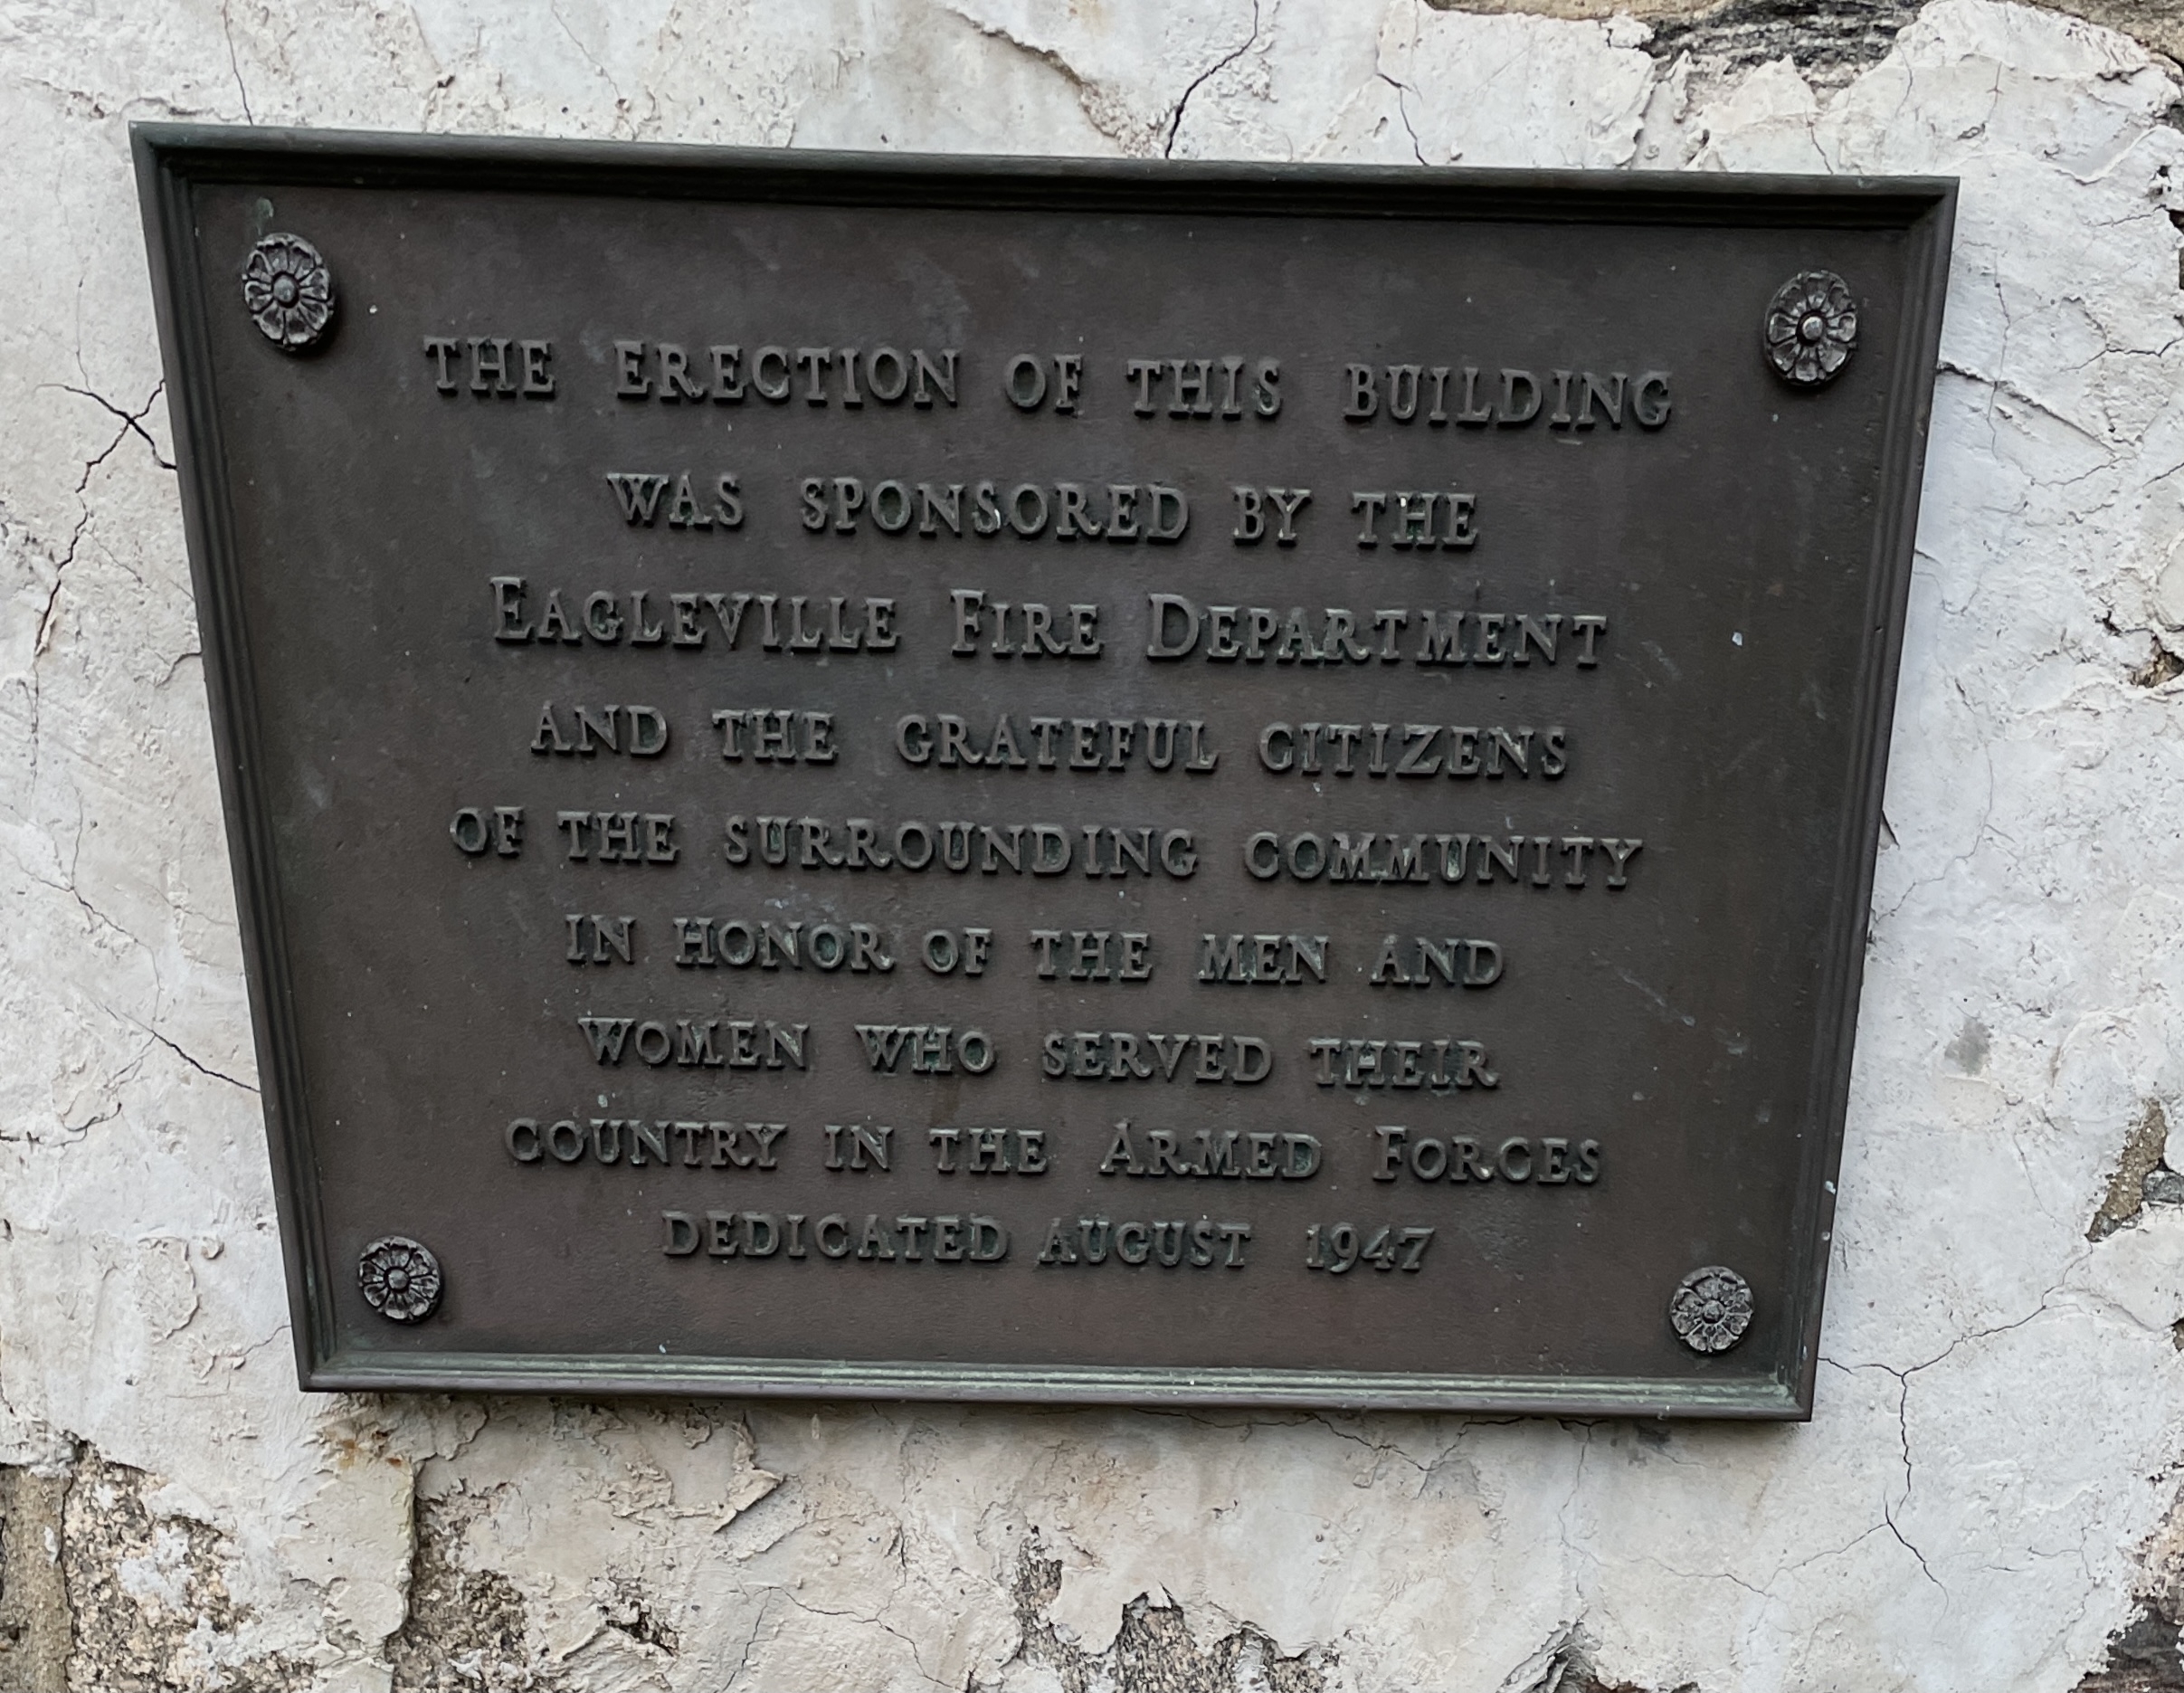 THE ERECTION OF THIS BUILDING
WAS SPONSORED BY THE
EAGLEVILLE FIRE DEPARTMENT
AND THE GRATEFUL CITIZENS
OF THE SURROUNDING COMMUNITY
IN HONOR OF THE MEN AND
WOMEN WHO SERVED THEIR
COUNTRY IN THE ARMED FORCES
DEDICATED AUGUST 1947